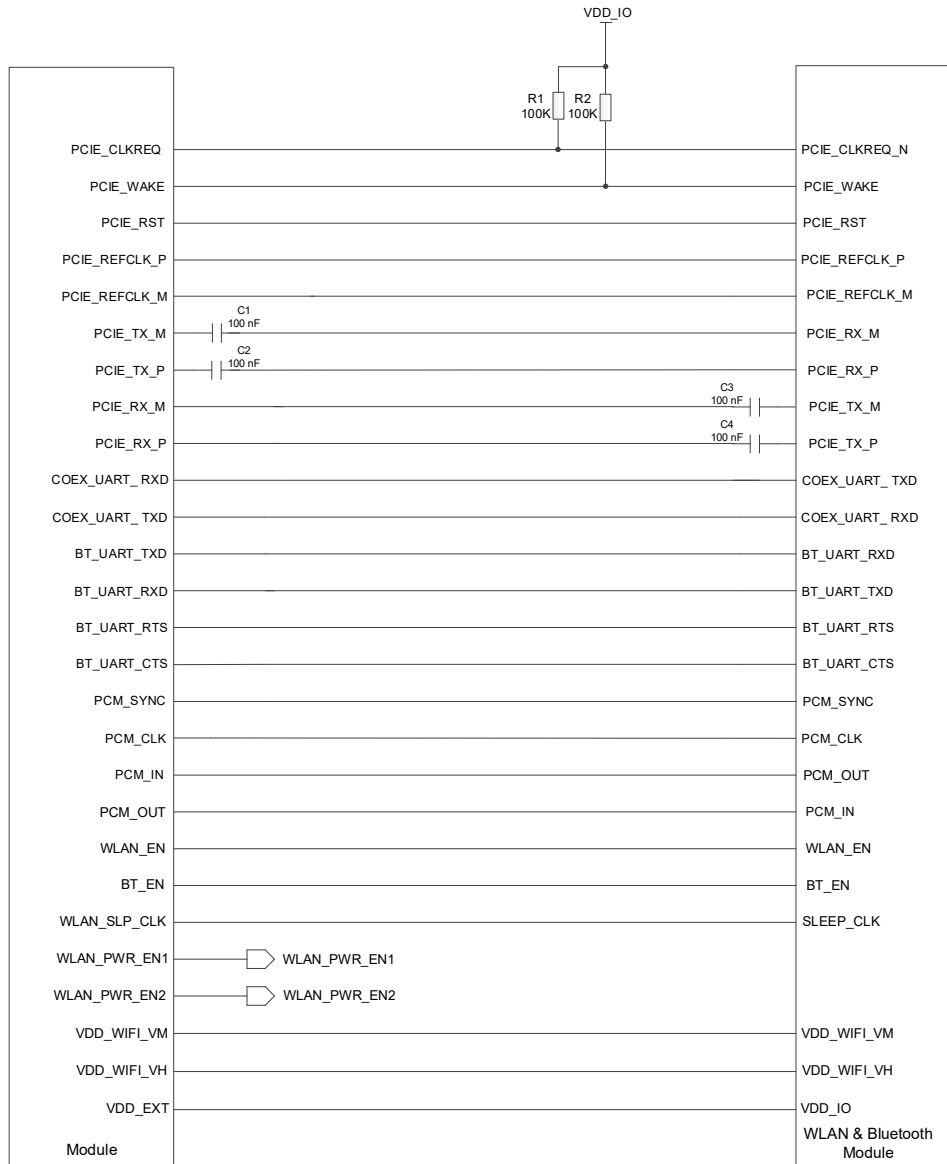 VDD_IO
R1 R2
100K 100K
PCIE_CLKREQ PCIE_CLKREQ_N
PCIE_WAKE PCIE_WAKE
PCIE_RST PCIE_RST
PCIE_REFCLK_P PCIE_REFCLK_P
PCIE_REFCLK_M PCIE_REFCLK_M
C1
100 nF
PCIE_TX_M PCIE_RX_M
C2
100 nF
PCIE_TX_P PCIE_RX_P
C3
100 nF
PCIE_RX_M PCIE_TX_M
C4
100 nF
PCIE_RX_P PCIE_TX_P
COEX_UART_ RXD COEX_UART_ TXD
COEX_UART_ TXD COEX_UART_ RXD
BT_UART_TXD BT_UART_RXD
BT_UART_RXD BT_UART_TXD
BT_UART_RTS BT_UART_RTS
BT_UART_CTS BT_UART_CTS
PCM_SYNC PCM_SYNC
PCM_CLK PCM_CLK
PCM_IN PCM_OUT
PCM_OUT PCM_IN
WLAN_EN WLAN_EN
BT_EN BT_EN
WLAN_SLP_CLK SLEEP_CLK
WLAN_PWR_EN1 WLAN_PWR_EN1
WLAN_PWR_EN2 WLAN_PWR_EN2
VDD_WIFI_VM VDD_WIFI_VM
VDD_WIFI_VH VDD_WIFI_VH
VDD_EXT VDD_IO
Module
WLAN & Bluetooth
Module